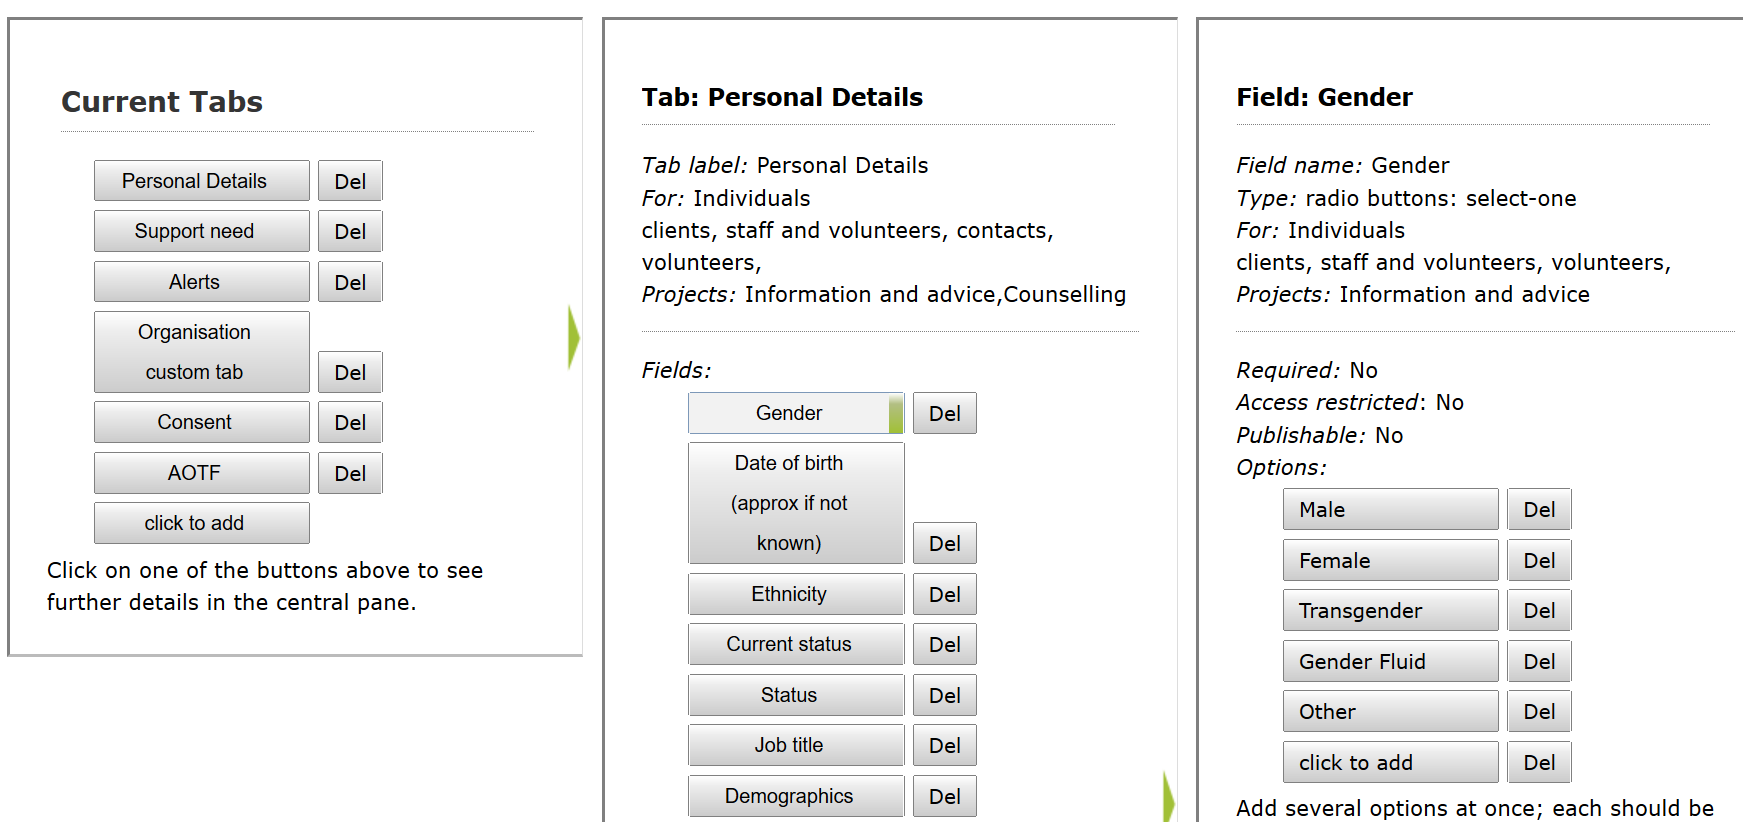 Current Tabs
Personal Details Del
Support need Del
Alerts Del
Organisation
custom tab Del
Consent Del
AOTF Del
click to add
Click on one of the buttons above to see
further details in the central pane.
Tab: Personal Details
Tab label: Personal Details
For: Individuals
clients, staff and volunteers, contacts,
volunteers,
Projects: Information and advice,Counselling
Fields:
Gender Del
Date of birth
(approx if not
known) Del
Ethnicity Del
Current status Del
Status Del
Job title Del
Demographics Del
Field: Gender
Field name: Gender
Type: radio buttons: select-one
For: Individuals
clients, staff and volunteers, volunteers,
Projects: Information and advice
Required: No
Access restricted: No
Publishable: No
Options:
Male Del
Female Del
Transgender Del
Gender Fluid Del
Other Del
click to add Del
Add several options at once; each should be